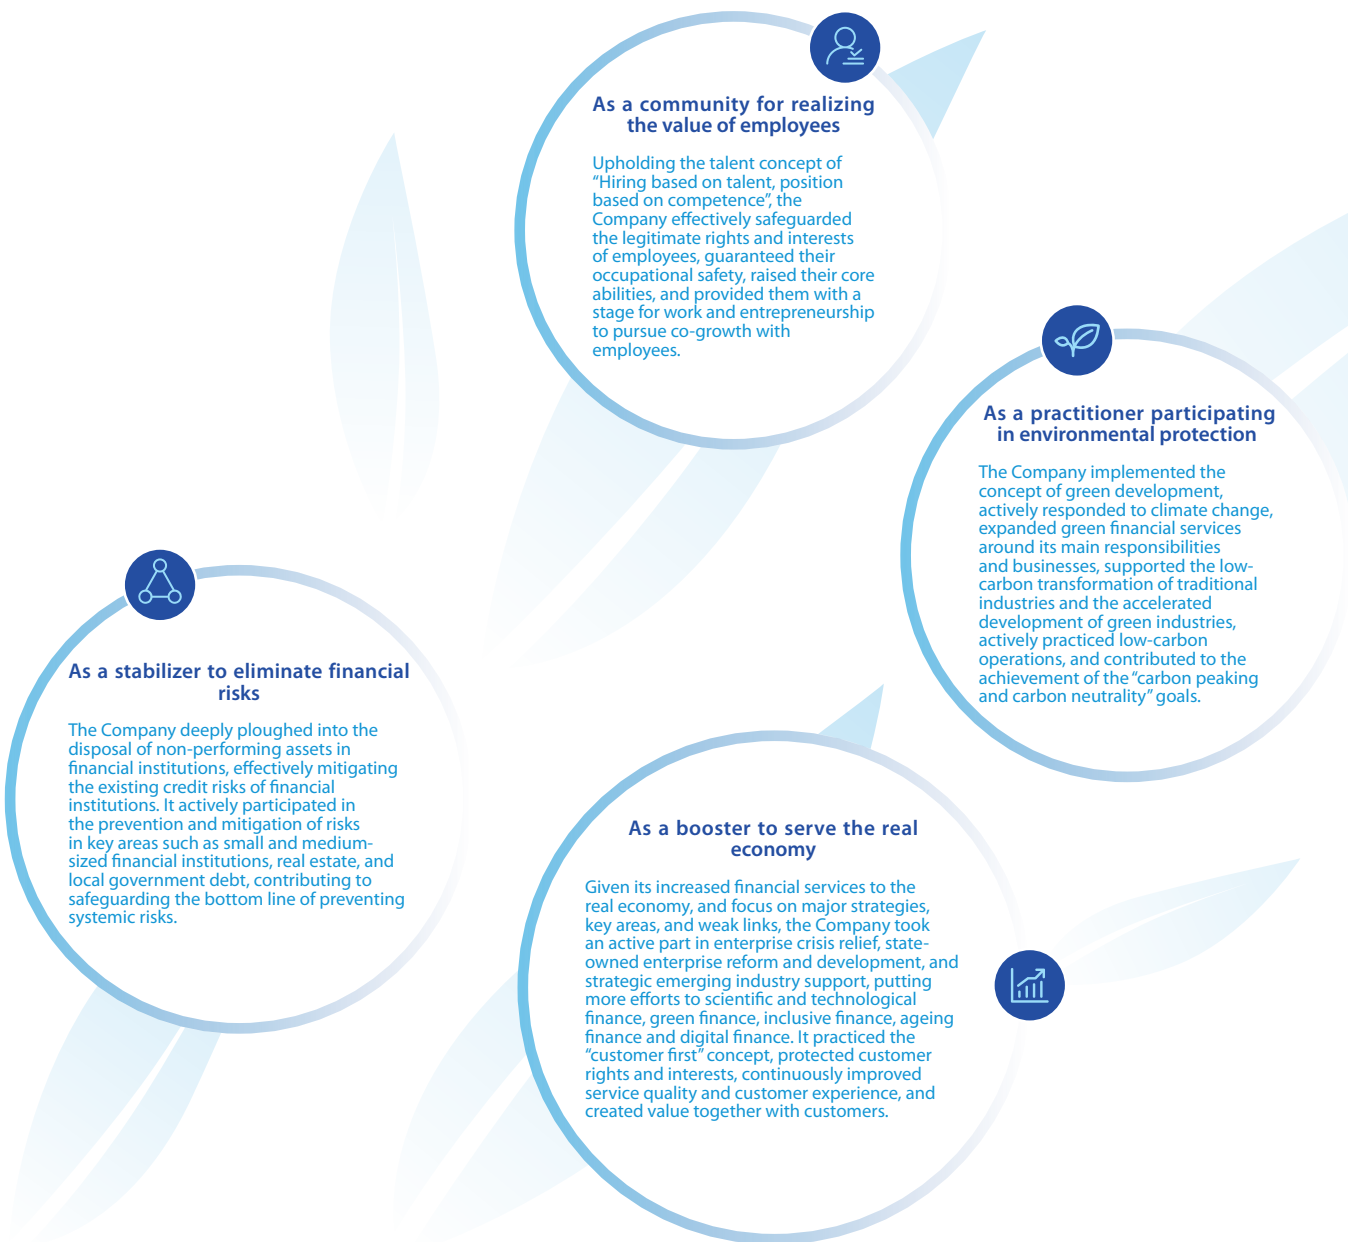 As a community for realizing
the value of employees
Upholding the talent concept of
“Hiring based on talent, position
based on competence”, the
Company effectively safeguarded
the legitimate rights and interests
of employees, guaranteed their
occupational safety, raised their core
abilities, and provided them with a
stage for work and entrepreneurship
to pursue co-growth with
employees.
As a practitioner participating
in environmental protection
The Company implemented the
concept of green development,
actively responded to climate change,
expanded green financial services
around its main responsibilities
and businesses, supported the low-
carbon transformation of traditional
industries and the accelerated
development of green industries,
actively practiced low-carbon
operations, and contributed to the
achievement of the “carbon peaking
and carbon neutrality” goals.
As a stabilizer to eliminate financial
risks
The Company deeply ploughed into the
disposal of non-performing assets in
financial institutions, effectively mitigating
the existing credit risks of financial
institutions. It actively participated in
the prevention and mitigation of risks
in key areas such as small and medium-
sized financial institutions, real estate, and
local government debt, contributing to
safeguarding the bottom line of preventing
systemic risks.
As a booster to serve the real
economy
Given its increased financial services to the
real economy, and focus on major strategies,
key areas, and weak links, the Company took
an active part in enterprise crisis relief, state-
owned enterprise reform and development, and
strategic emerging industry support, putting
more efforts to scientific and technological
finance, green finance, inclusive finance, ageing
finance and digital finance. It practiced the
“customer first” concept, protected customer
rights and interests, continuously improved
service quality and customer experience, and
created value together with customers.